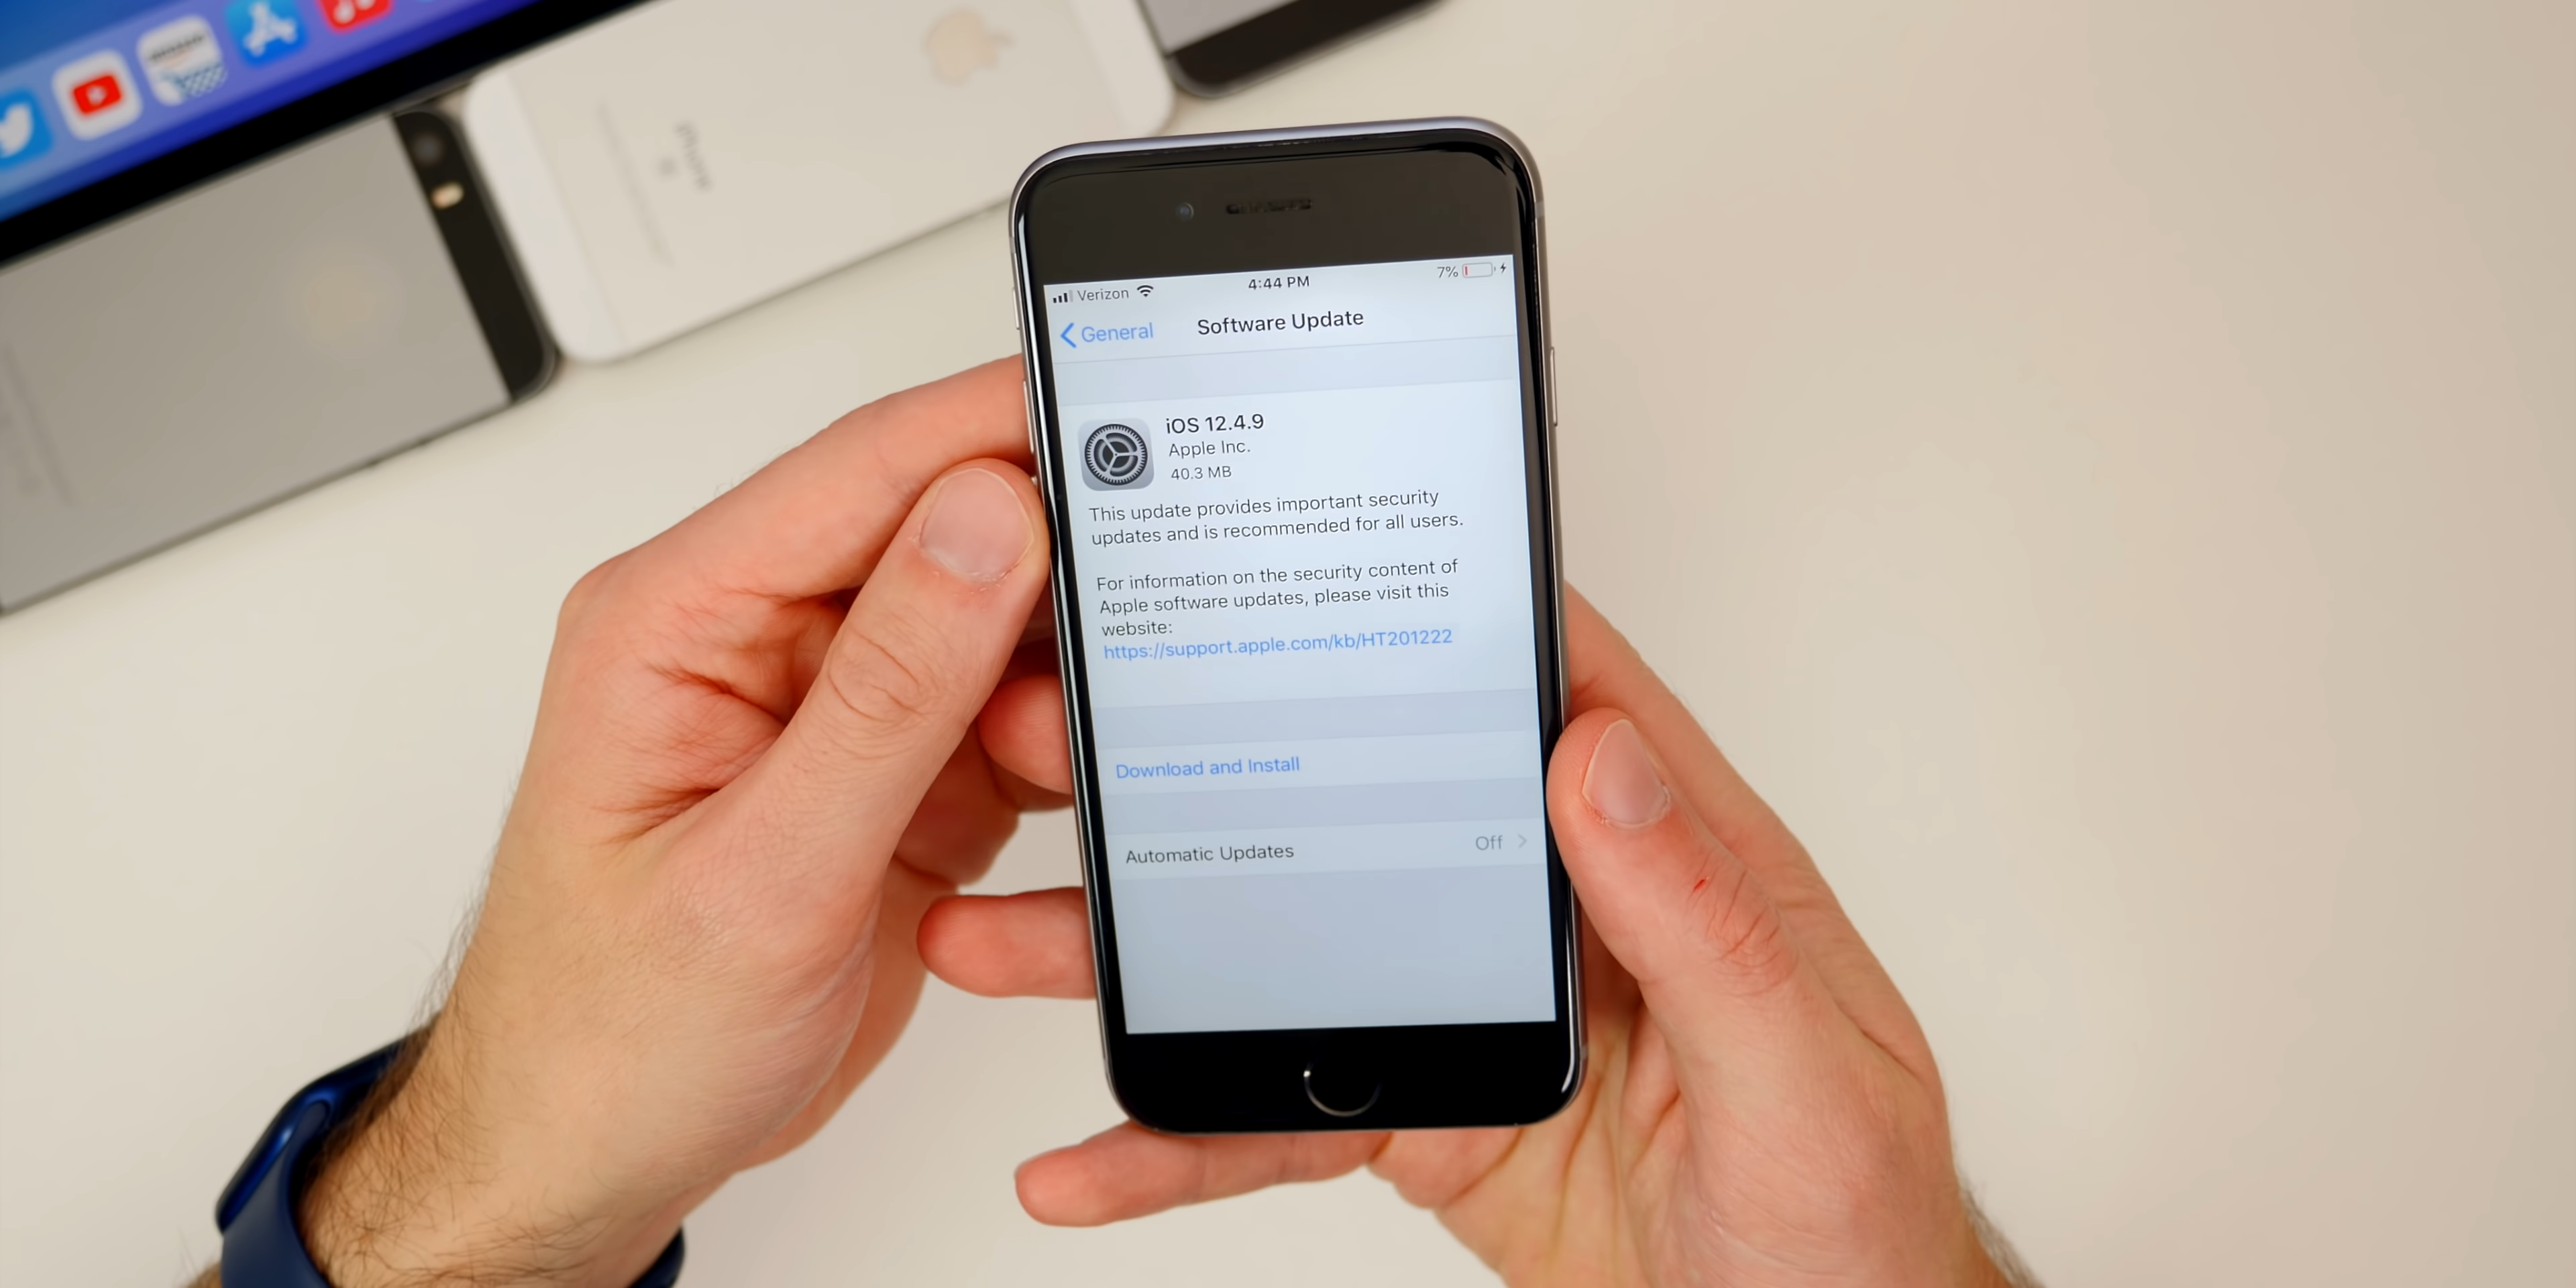 iPhone
Verizon 4:44 PM 7%
General Software Update
iOS 12.4.9
Apple Inc.
40.3 MB
This update provides important security
updates and is recommended for all users.
For information on the security content of
Apple software updates, please visit this
website:
https://support.apple.com/kb/HT201222
Download and Install
Automatic Updates Off